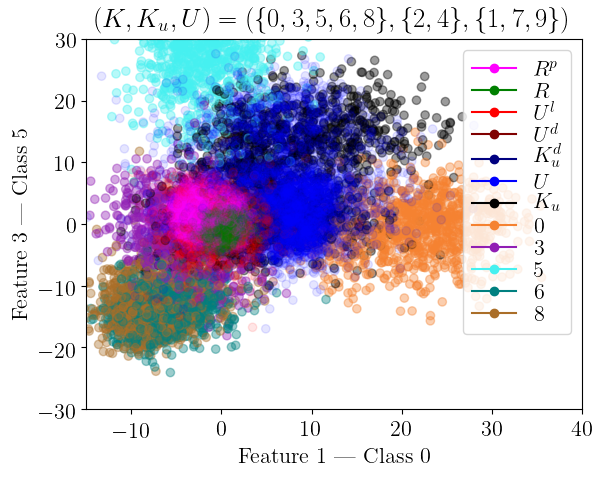 (K, K_u, U) = ({0, 3, 5, 6, 8}, {2, 4}, {1, 7, 9})
30
20
10
0
−10
−20
−30
Feature 3 — Class 5
R^p
R
U^l
U^d
K_u^d
U
K_u
0
3
5
6
8
−10
0
10
20
30
40
Feature 1 — Class 0